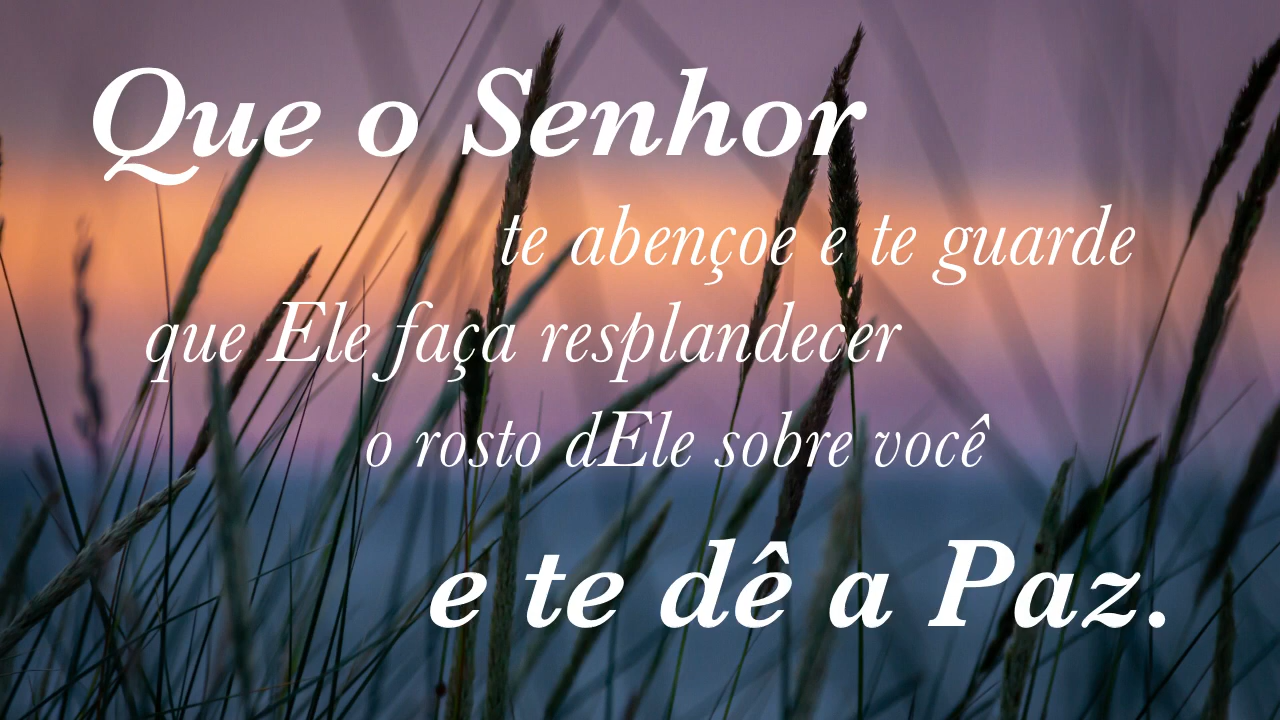 Que o Senhor
te abençoe e te guarde
que Ele faça resplandecer
o rosto dEle sobre você
e te dê a Paz.